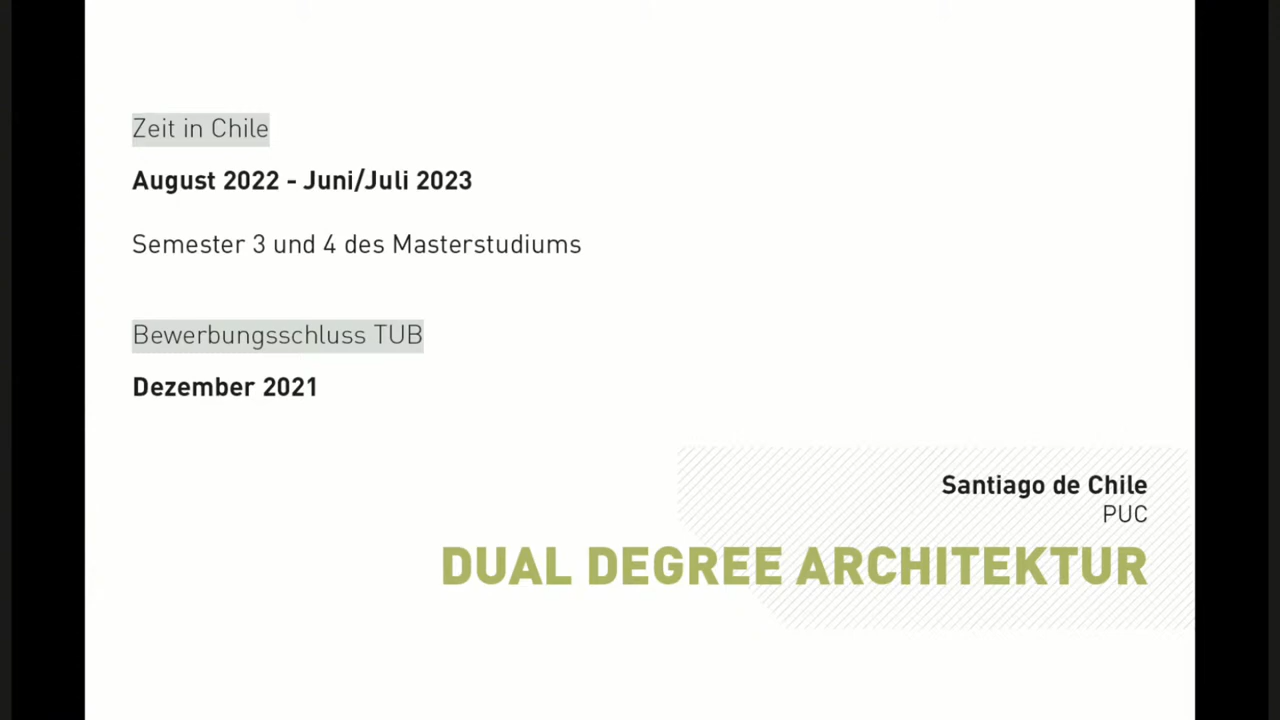 Zeit in Chile
August 2022 - Juni/Juli 2023
Semester 3 und 4 des Masterstudiums
Bewerbungsschluss TUB
Dezember 2021
Santiago de Chile
PUC
DUAL DEGREE ARCHITEKTUR